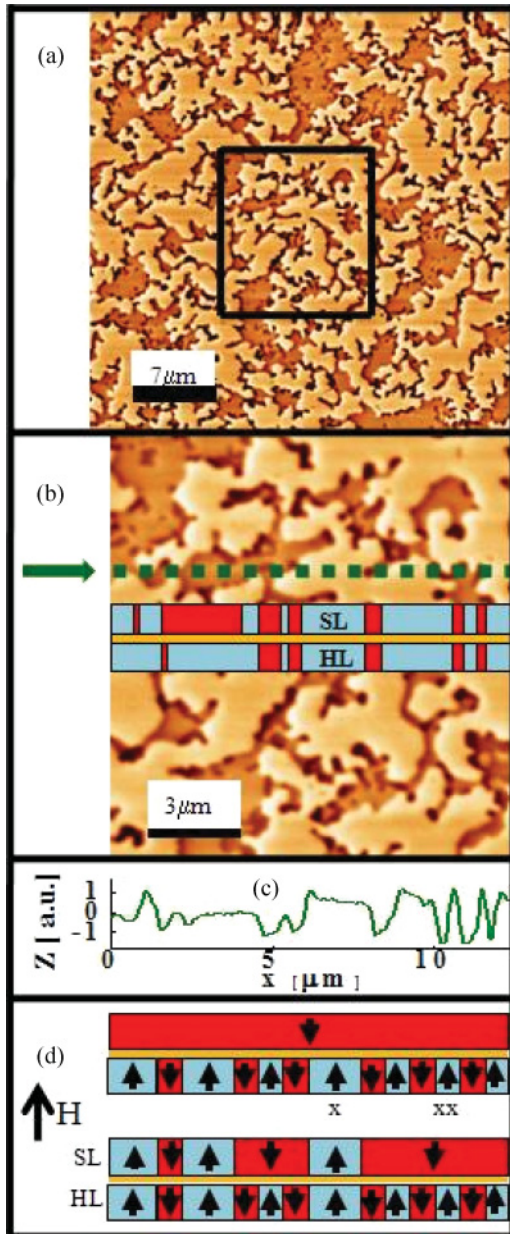 (a)
7μm
(b)
SL
HL
3μm
(c)
Z [ a.u.]
1
0
-1
0 5 10
x [μm]
(d)
H
x xx
SL
HL